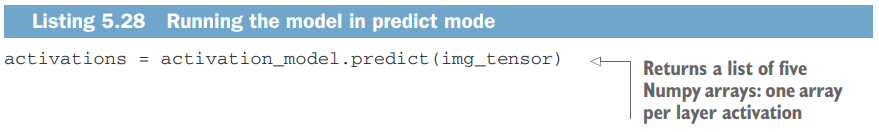 Listing 5.28 Running the model in predict mode
activations = activation_model.predict(img_tensor)
Returns a list of five
Numpy arrays: one array
per layer activation